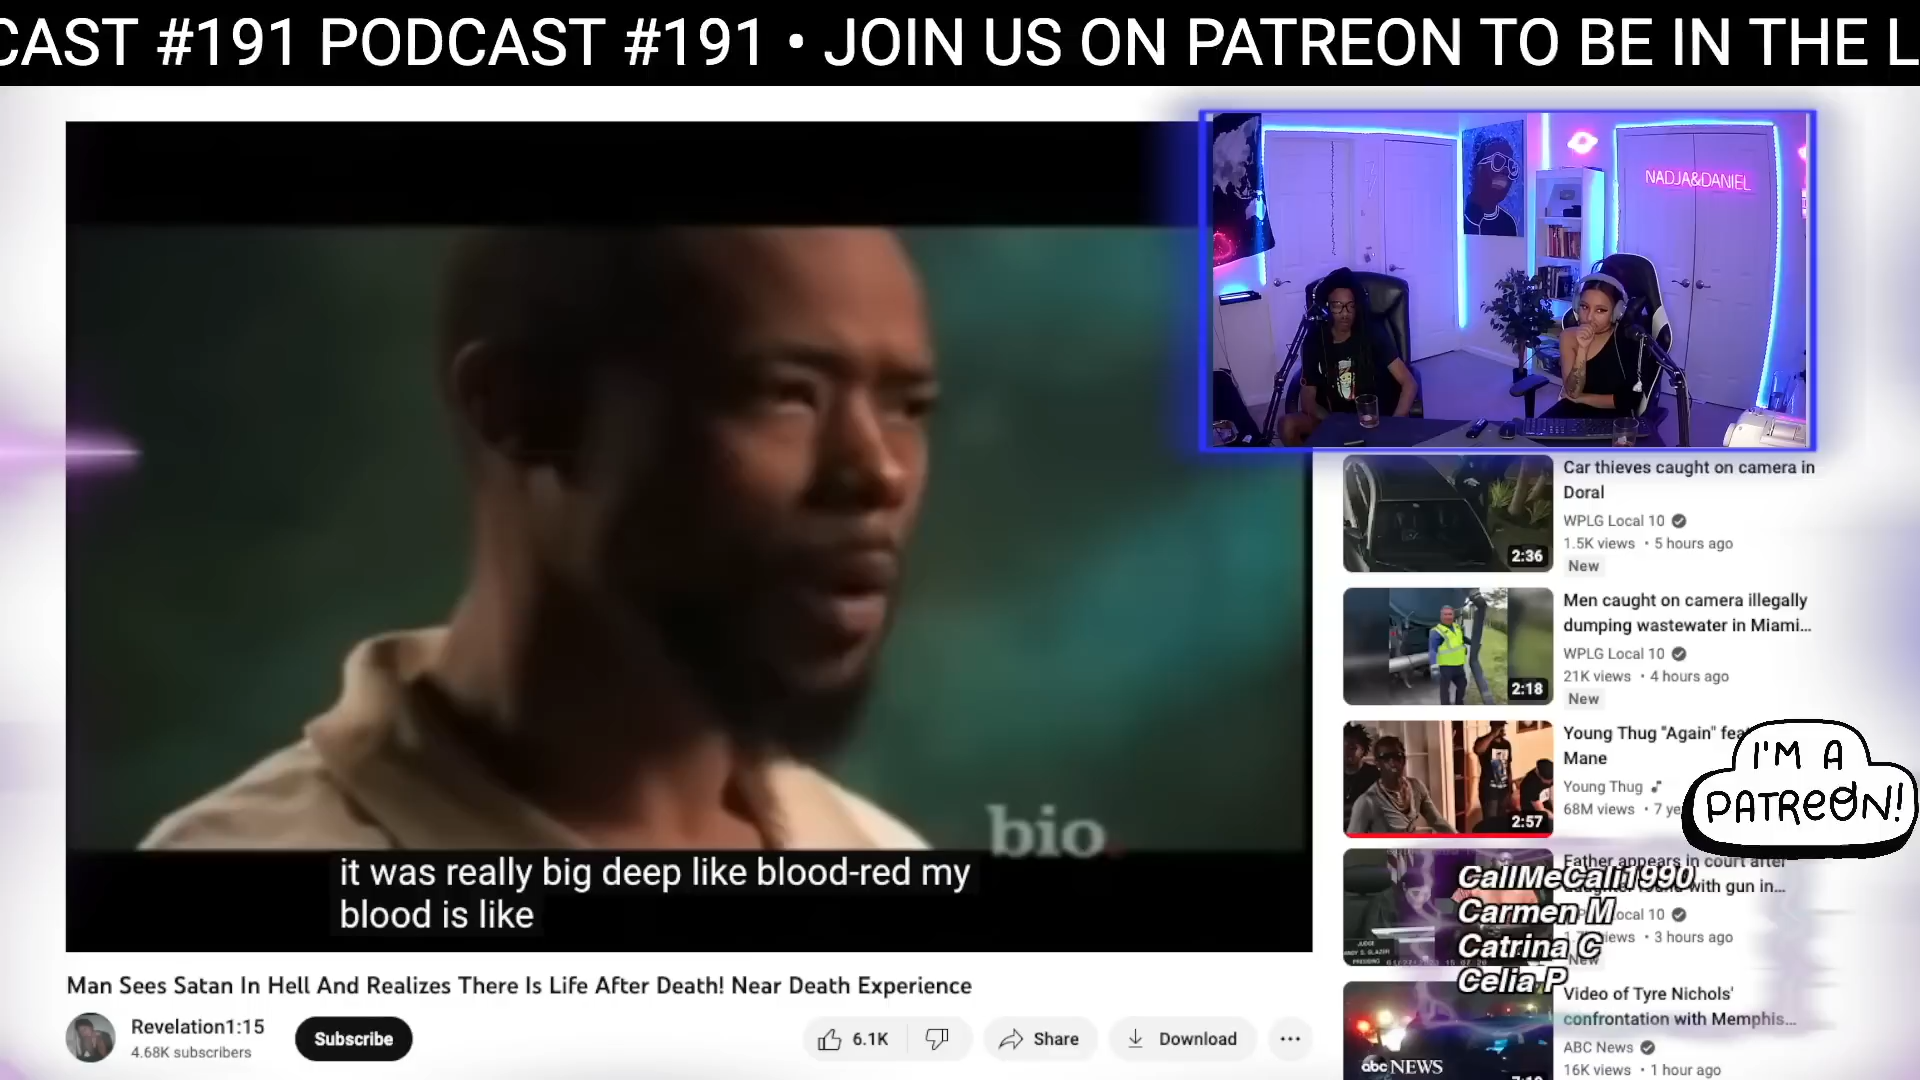 CAST #191 PODCAST #191 • JOIN US ON PATREON TO BE IN THE L
NADJA&DANIEL
bio.
it was really big deep like blood-red my
blood is like
Man Sees Satan In Hell And Realizes There Is Life After Death! Near Death Experience
Revelation1:15
4.68K subscribers
Subscribe
6.1K
Share
Download
Car thieves caught on camera in
Doral
WPLG Local 10
1.5K views • 5 hours ago
New
2:36
Men caught on camera illegally
dumping wastewater in Miami...
WPLG Local 10
21K views • 4 hours ago
New
2:18
Young Thug "Again" fea
Mane
Young Thug
68M views • 7 ye
2:57
I'M A
PATREON!
Father appears in court after
with gun in...
ocal 10
iews • 3 hours ago
New
CallMeCali1990
Carmen M
Catrina C
Celia P
Video of Tyre Nichols'
confrontation with Memphis...
ABC News
16K views • 1 hour ago
abc NEWS